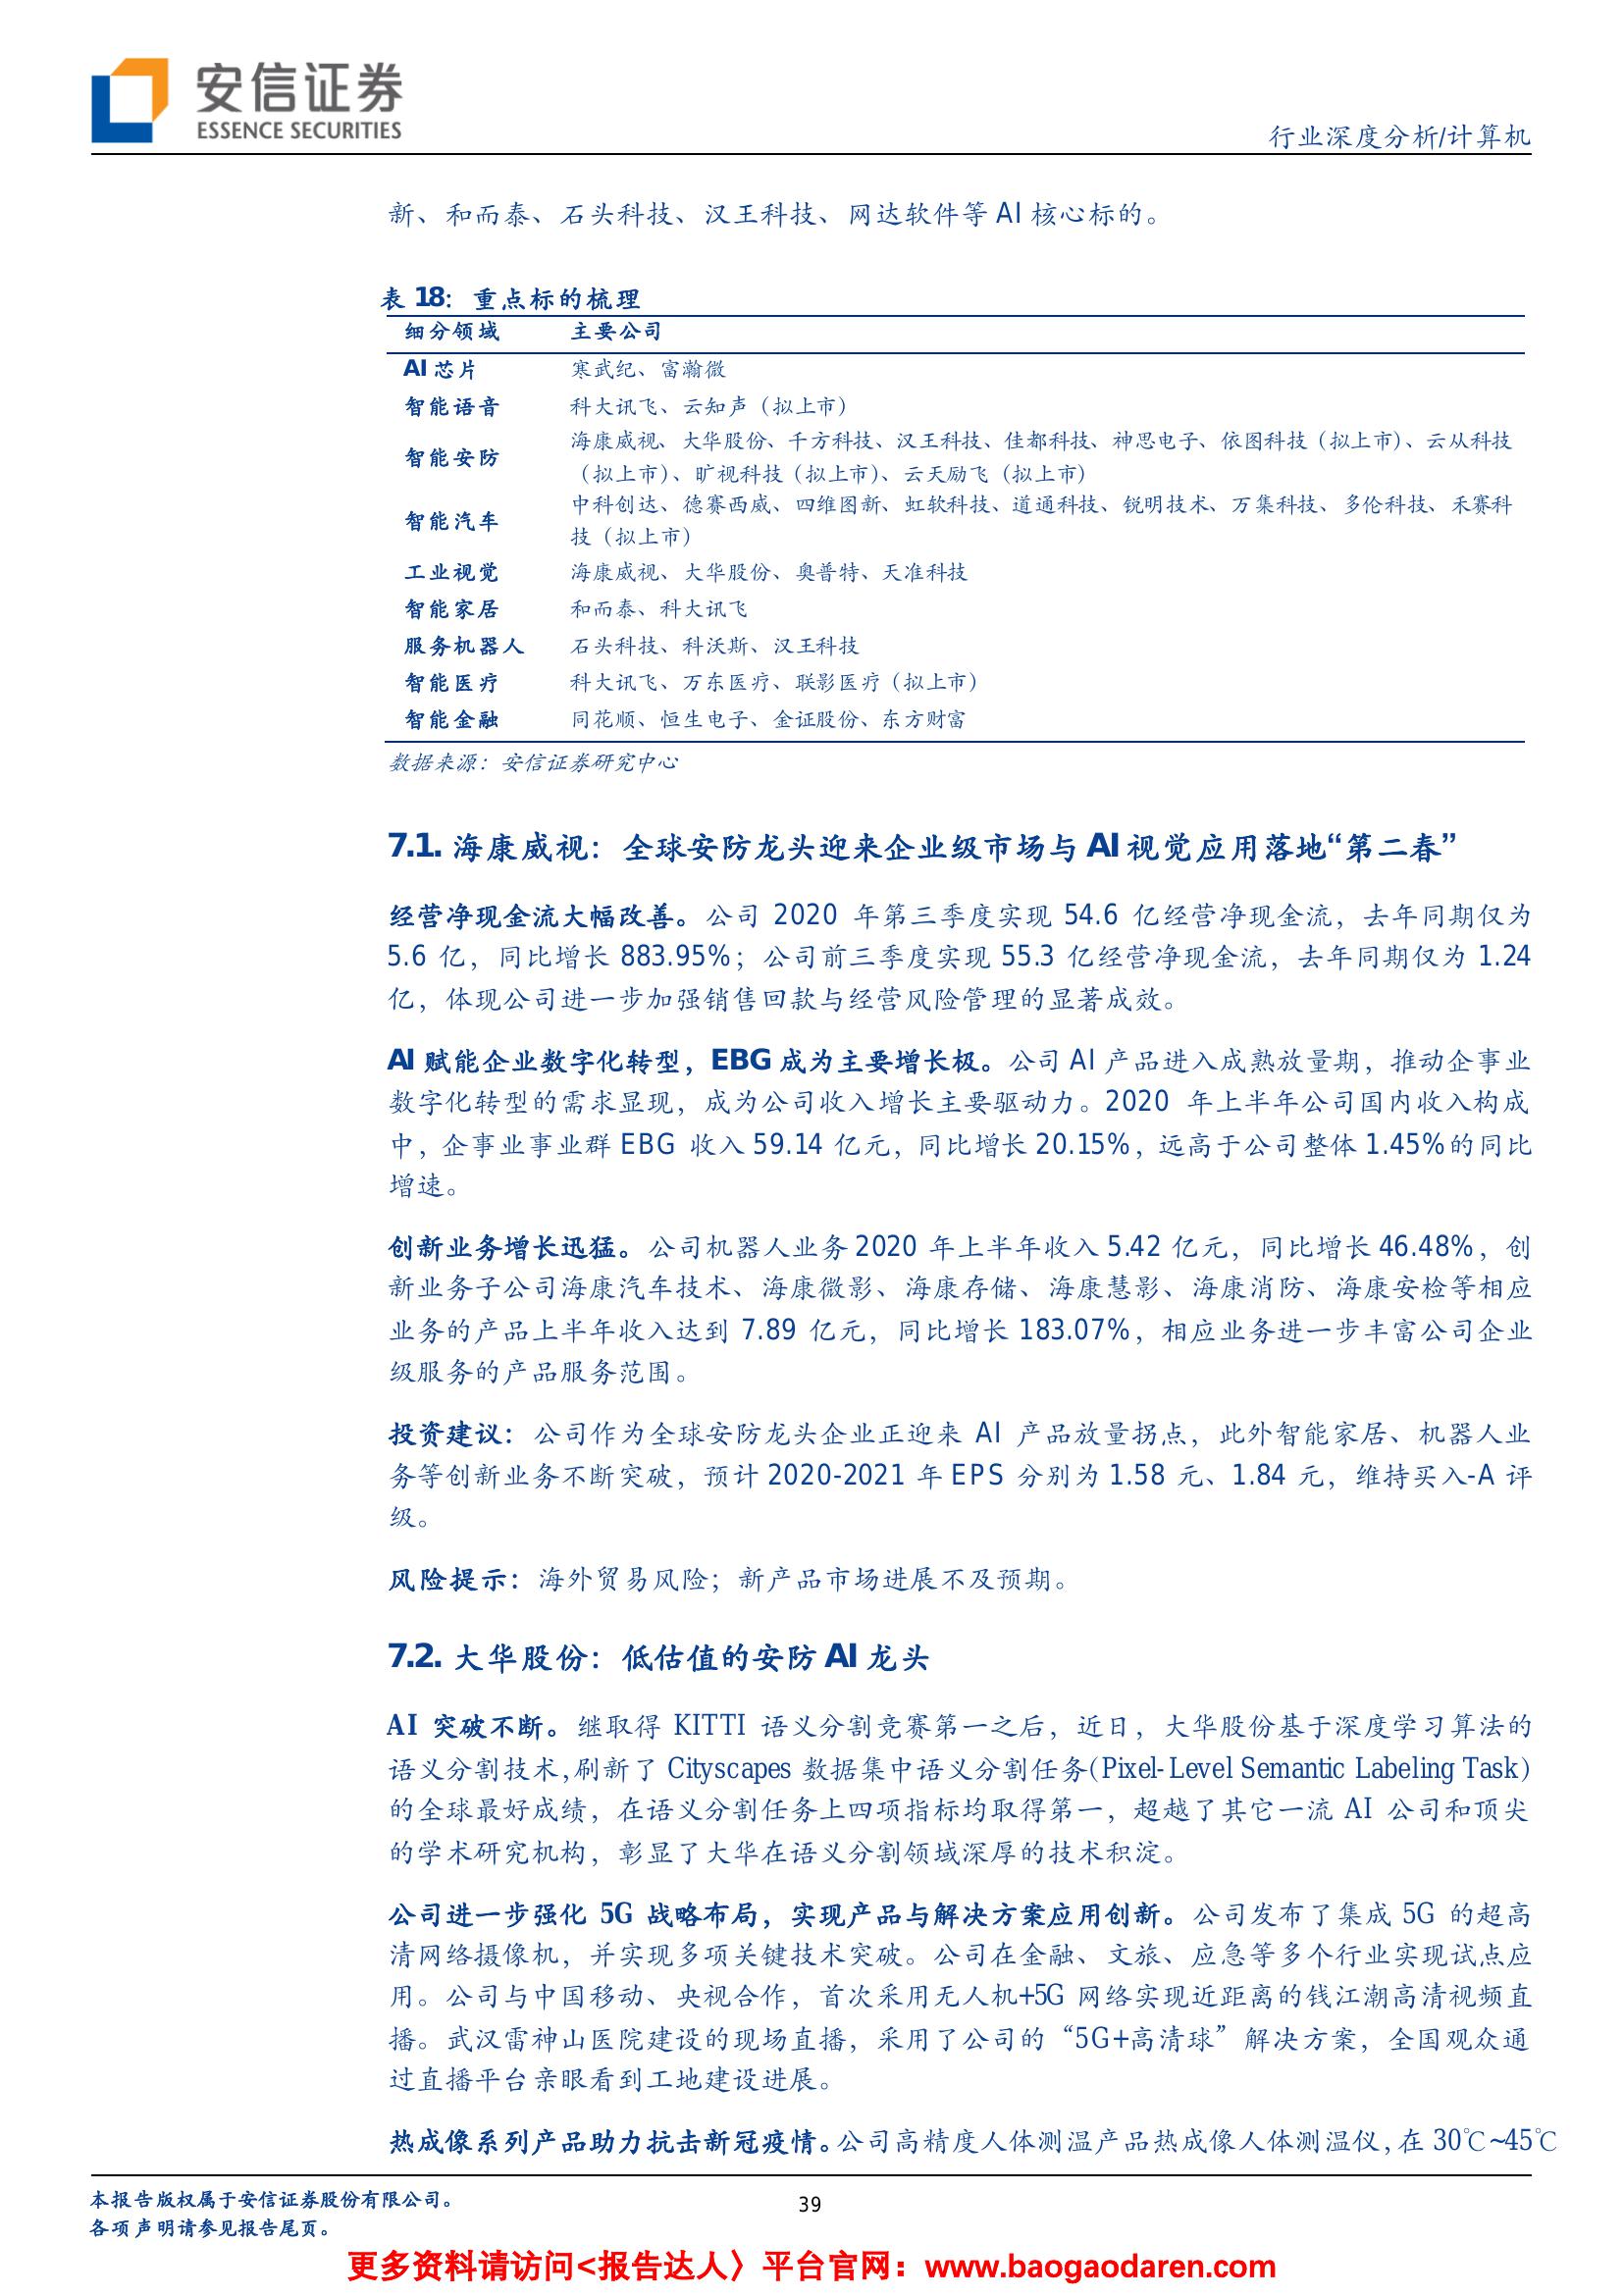 安信证券
ESSENCE SECURITIES
行业深度分析/计算机
新、和而泰、石头科技、汉王科技、网达软件等 AI 核心标的。
表 18：重点标的梳理
细分领域 主要公司
AI 芯片 寒武纪、富瀚微
智能语音 科大讯飞、云知声（拟上市）
智能安防 海康威视、大华股份、千方科技、汉王科技、佳都科技、神思电子、依图科技（拟上市）、云从科技
（拟上市）、旷视科技（拟上市）、云天励飞（拟上市）
智能汽车 中科创达、德赛西威、四维图新、虹软科技、道通科技、锐明技术、万集科技、多伦科技、禾赛科
技（拟上市）
工业视觉 海康威视、大华股份、奥普特、天准科技
智能家居 和而泰、科大讯飞
服务机器人 石头科技、科沃斯、汉王科技
智能医疗 科大讯飞、万东医疗、联影医疗（拟上市）
智能金融 同花顺、恒生电子、金证股份、东方财富
数据来源：安信证券研究中心
7.1. 海康威视：全球安防龙头迎来企业级市场与 AI 视觉应用落地“第二春”
经营净现金流大幅改善。公司 2020 年第三季度实现 54.6 亿经营净现金流，去年同期仅为
5.6 亿，同比增长 883.95%；公司前三季度实现 55.3 亿经营净现金流，去年同期仅为 1.24
亿，体现公司进一步加强销售回款与经营风险管理的显著成效。
AI 赋能企业数字化转型，EBG 成为主要增长极。公司 AI 产品进入成熟放量期，推动企事业
数字化转型的需求显现，成为公司收入增长主要驱动力。2020 年上半年公司国内收入构成
中，企事业事业群 EBG 收入 59.14 亿元，同比增长 20.15%，远高于公司整体 1.45%的同比
增速。
创新业务增长迅猛。公司机器人业务 2020 年上半年收入 5.42 亿元，同比增长 46.48%，创
新业务子公司海康汽车技术、海康微影、海康存储、海康慧影、海康消防、海康安检等相应
业务的产品上半年收入达到 7.89 亿元，同比增长 183.07%，相应业务进一步丰富公司企业
级服务的产品服务范围。
投资建议：公司作为全球安防龙头企业正迎来 AI 产品放量拐点，此外智能家居、机器人业
务等创新业务不断突破，预计 2020-2021 年 EPS 分别为 1.58 元、1.84 元，维持买入-A 评
级。
风险提示：海外贸易风险；新产品市场进展不及预期。
7.2. 大华股份：低估值的安防 AI 龙头
AI 突破不断。继取得 KITTI 语义分割竞赛第一之后，近日，大华股份基于深度学习算法的
语义分割技术，刷新了 Cityscapes 数据集中语义分割任务(Pixel-Level Semantic Labeling Task)
的全球最好成绩，在语义分割任务上四项指标均取得第一，超越了其它一流 AI 公司和顶尖
的学术研究机构，彰显了大华在语义分割领域深厚的技术积淀。
公司进一步强化 5G 战略布局，实现产品与解决方案应用创新。公司发布了集成 5G 的超高
清网络摄像机，并实现多项关键技术突破。公司在金融、文旅、应急等多个行业实现试点应
用。公司与中国移动、央视合作，首次采用无人机+5G 网络实现近距离的钱江潮高清视频直
播。武汉雷神山医院建设的现场直播，采用了公司的“5G+高清球”解决方案，全国观众通
过直播平台亲眼看到工地建设进展。
热成像系列产品助力抗击新冠疫情。公司高精度人体测温产品热成像人体测温仪，在 30℃~45℃
本报告版权属于安信证券股份有限公司。
39
各项声明请参见报告尾页。
更多资料请访问<报告达人〉平台官网：www.baogaodaren.com